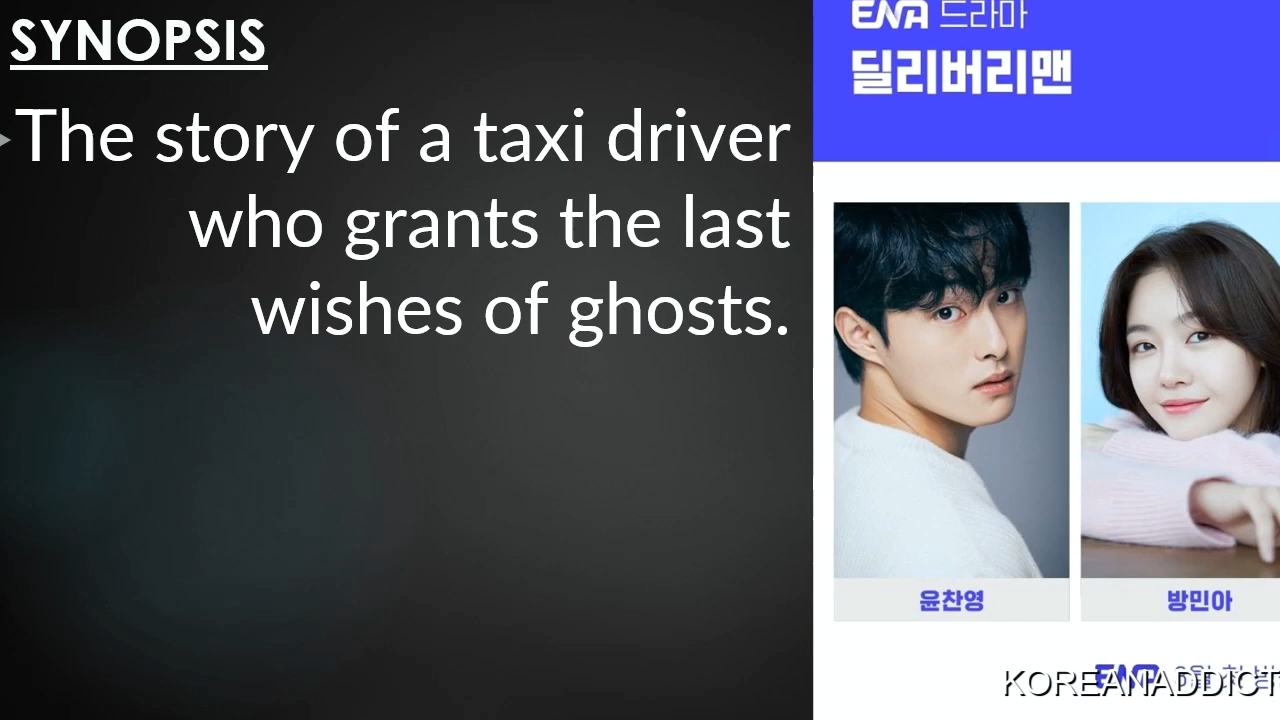 SYNOPSIS
The story of a taxi driver
who grants the last
wishes of ghosts.
ENA 드라마
딜리버리맨
윤찬영
방민아
ENA
KOREANADDICT